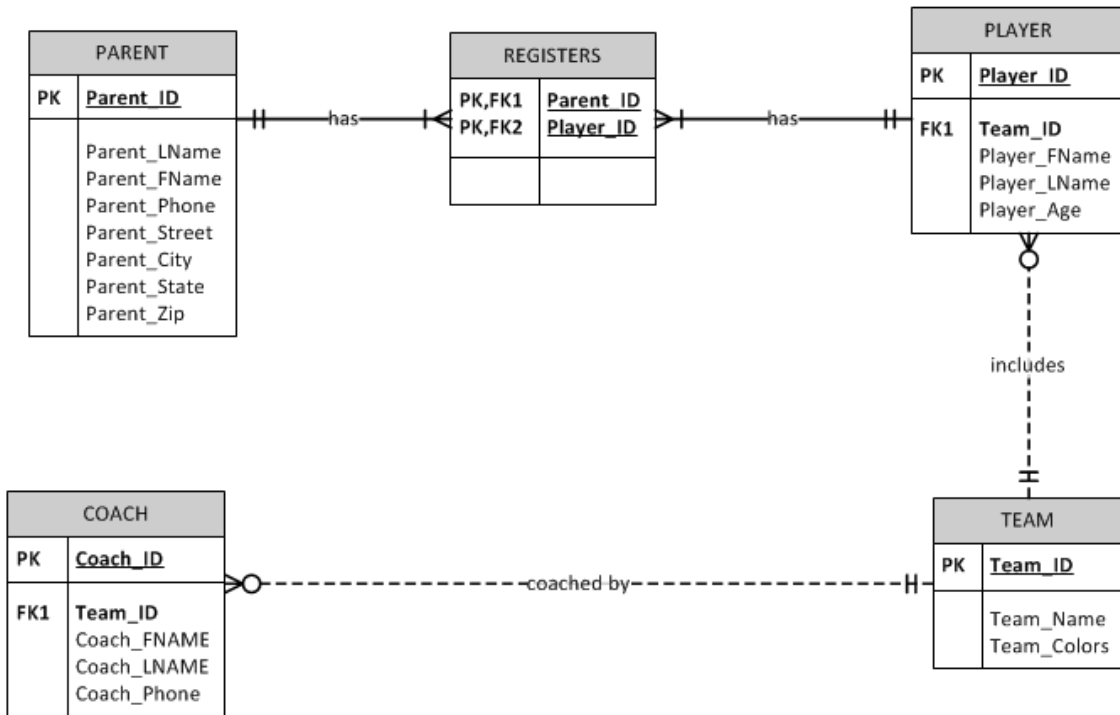 PARENT
PK Parent_ID
Parent_LName
Parent_FName
Parent_Phone
Parent_Street
Parent_City
Parent_State
Parent_Zip
has
REGISTERS
PK,FK1 Parent_ID
PK,FK2 Player_ID
has
PLAYER
PK Player_ID
FK1 Team_ID
Player_FName
Player_LName
Player_Age
includes
COACH
PK Coach_ID
FK1 Team_ID
Coach_FNAME
Coach_LNAME
Coach_Phone
coached by
TEAM
PK Team_ID
Team_Name
Team_Colors